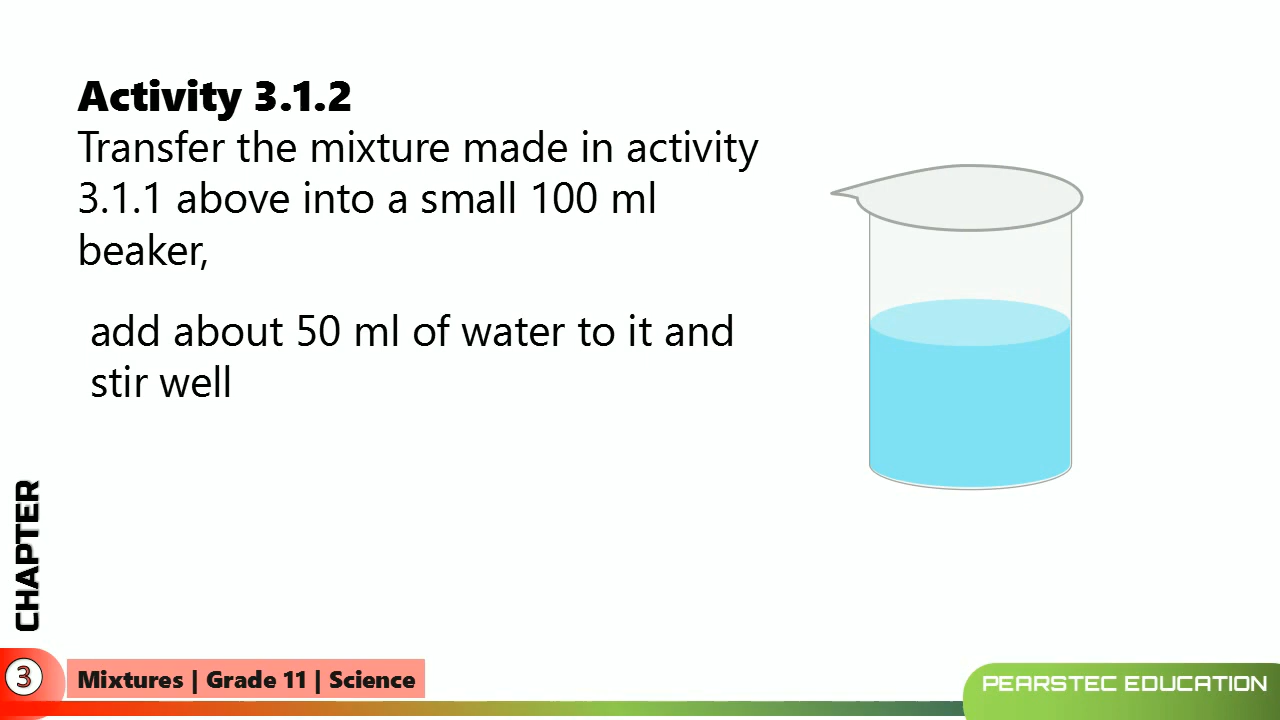 Activity 3.1.2
Transfer the mixture made in activity
3.1.1 above into a small 100 ml
beaker,
add about 50 ml of water to it and
stir well
CHAPTER
3
Mixtures | Grade 11 | Science
PEARSTEC EDUCATION